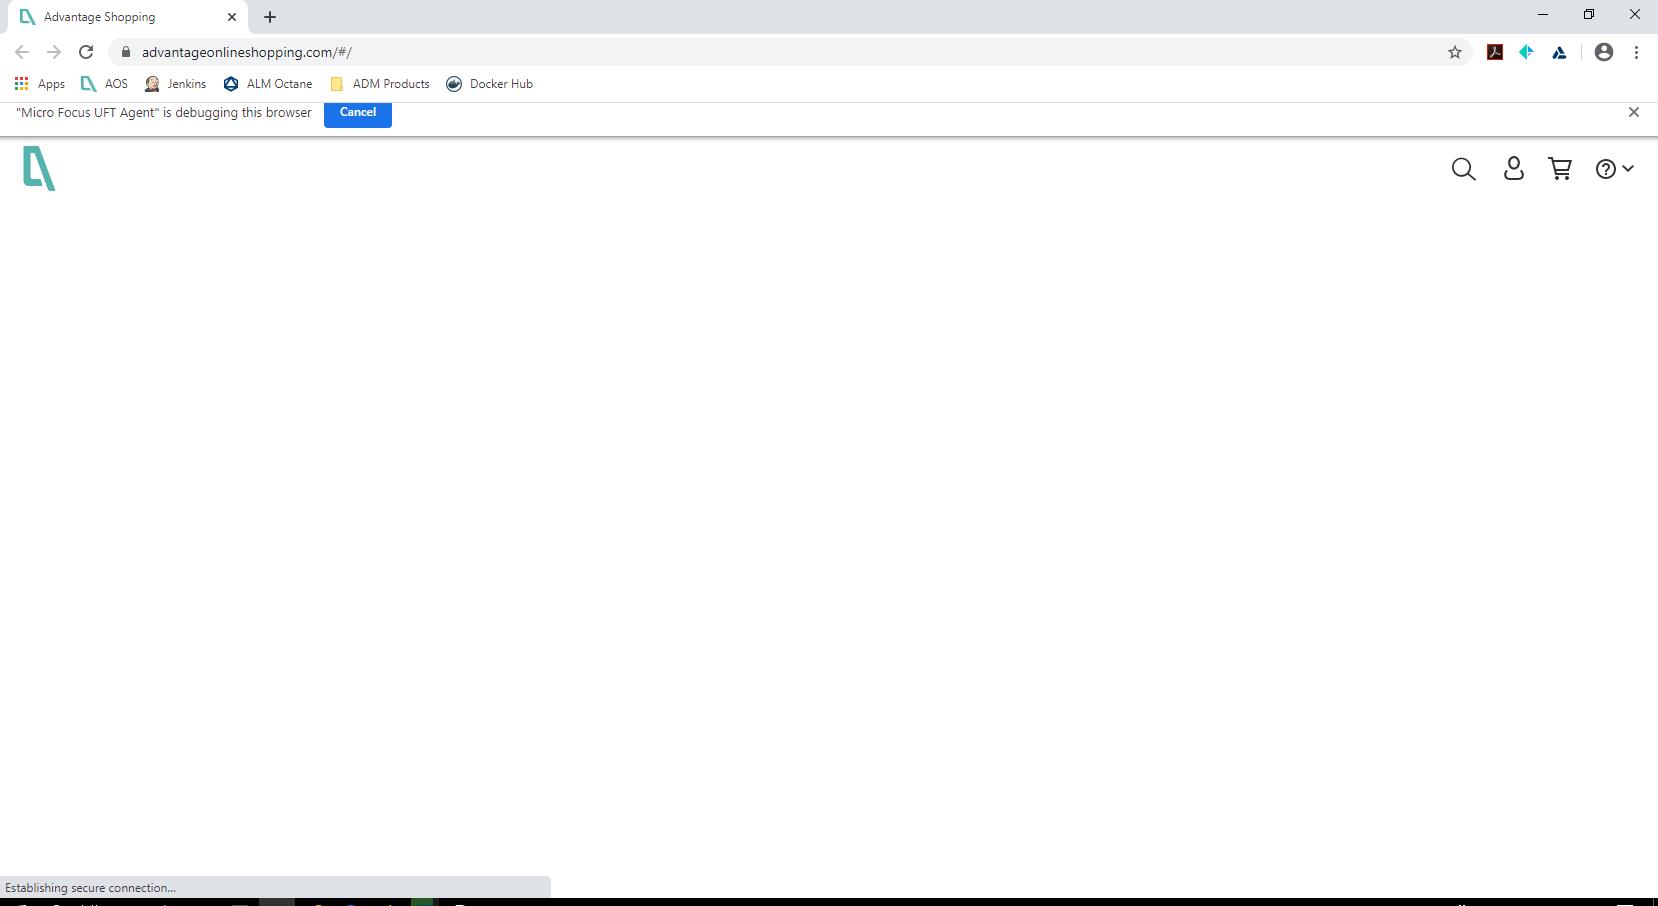 Advantage Shopping
advantageonlineshopping.com/#/
Apps AOS Jenkins ALM Octane ADM Products Docker Hub
"Micro Focus UFT Agent" is debugging this browser Cancel
Establishing secure connection...